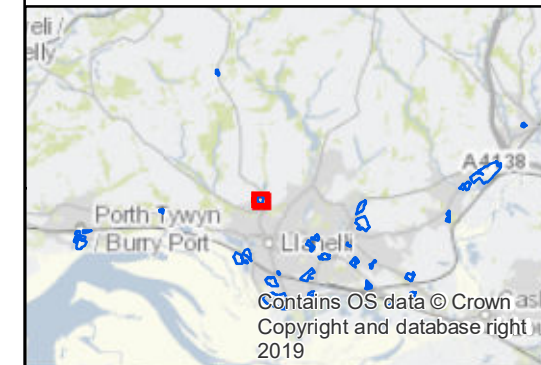 A4138
Porth Tywyn
/ Burry Port
Llanelli
Contains OS data © Crown
Copyright and database right
2019